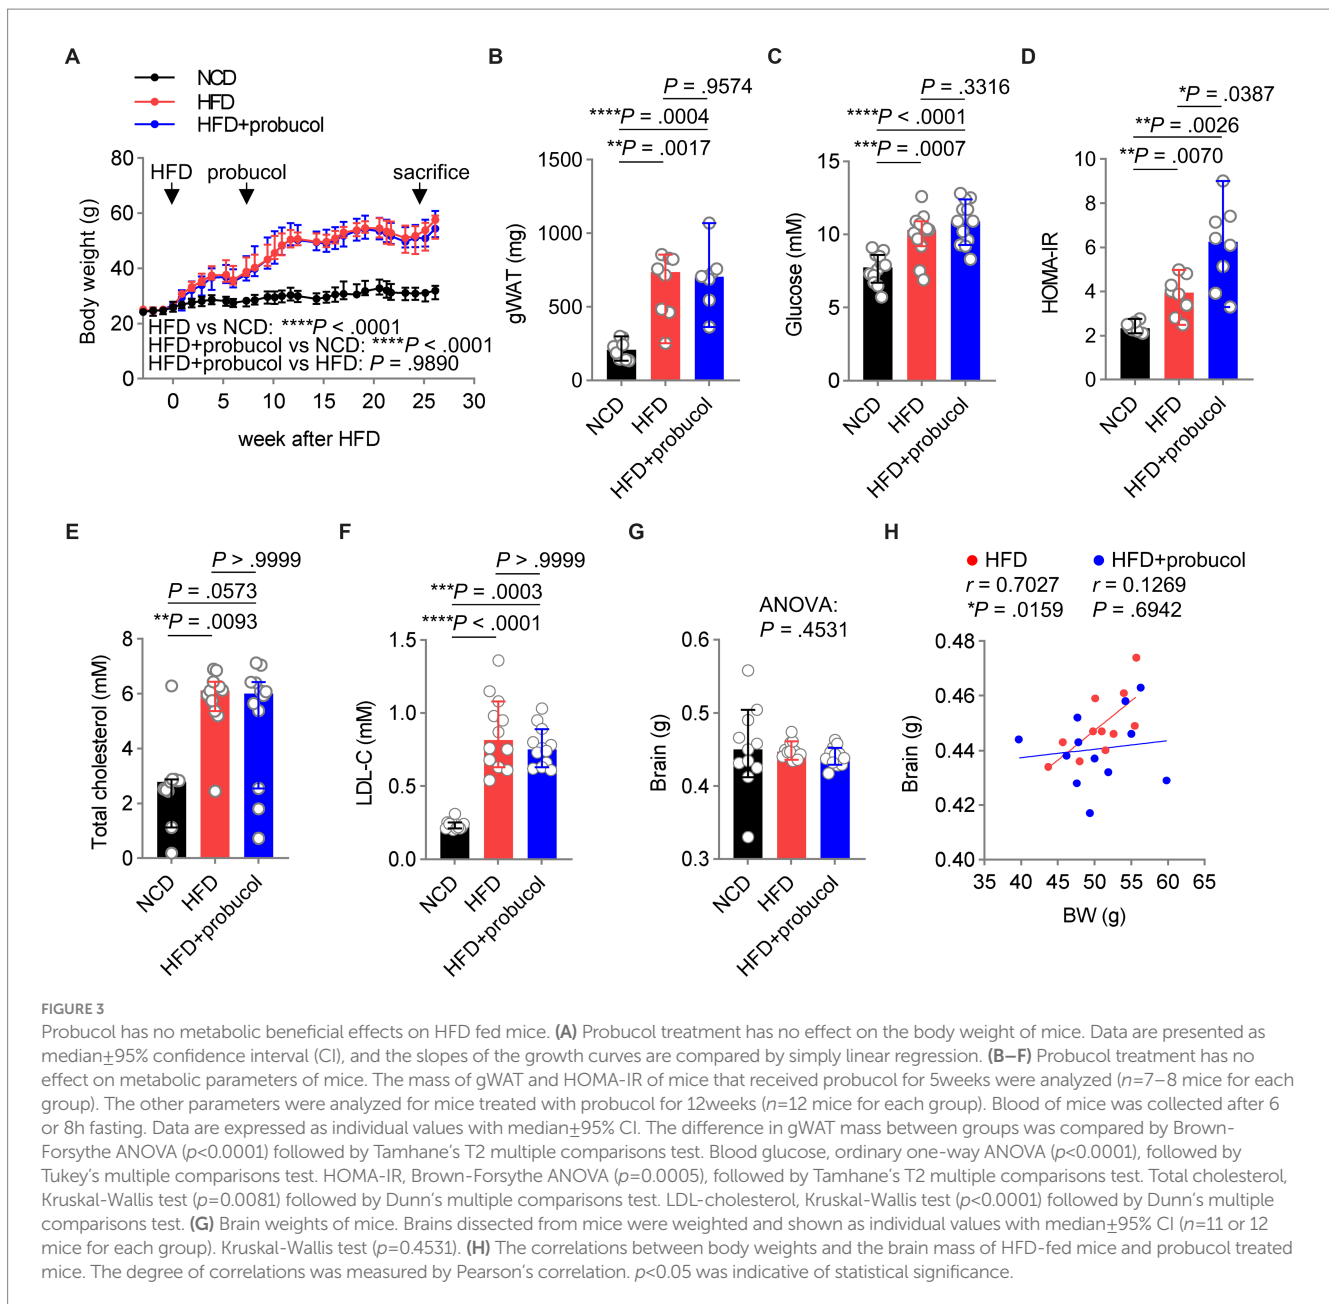 A
NCD
HFD
HFD+probucol
HFD
probucol
sacrifice
80
60
40
20
0
Body weight (g)
HFD vs NCD: ****P < .0001
HFD+probucol vs NCD: ****P < .0001
HFD+probucol vs HFD: P = .9890
0 5 10 15 20 25 30
week after HFD
B
P = .9574
****P = .0004
**P = .0017
1500
1000
500
0
gWAT (mg)
NCD
HFD
HFD+probucol
C
P = .3316
****P < .0001
***P = .0007
15
10
5
0
Glucose (mM)
NCD
HFD
HFD+probucol
D
*P = .0387
**P = .0026
**P = .0070
10
8
6
4
2
0
HOMA-IR
NCD
HFD
HFD+probucol
E
P > .9999
P = .0573
**P = .0093
8
6
4
2
0
Total cholesterol (mM)
NCD
HFD
HFD+probucol
F
P > .9999
***P = .0003
****P < .0001
1.5
1.0
0.5
0.0
LDL-C (mM)
NCD
HFD
HFD+probucol
G
ANOVA:
P = .4531
0.6
0.5
0.4
0.3
Brain (g)
NCD
HFD
HFD+probucol
H
HFD HFD+probucol
r = 0.7027 r = 0.1269
*P = .0159 P = .6942
0.48
0.46
0.44
0.42
0.40
Brain (g)
35 40 45 50 55 60 65
BW (g)
FIGURE 3
Probucol has no metabolic beneficial effects on HFD fed mice. (A) Probucol treatment has no effect on the body weight of mice. Data are presented as
median±95% confidence interval (CI), and the slopes of the growth curves are compared by simply linear regression. (B–F) Probucol treatment has no
effect on metabolic parameters of mice. The mass of gWAT and HOMA-IR of mice that received probucol for 5weeks were analyzed (n=7–8 mice for each
group). The other parameters were analyzed for mice treated with probucol for 12weeks (n=12 mice for each group). Blood of mice was collected after 6
or 8h fasting. Data are expressed as individual values with median±95% CI. The difference in gWAT mass between groups was compared by Brown-
Forsythe ANOVA (p<0.0001) followed by Tamhane's T2 multiple comparisons test. Blood glucose, ordinary one-way ANOVA (p<0.0001), followed by
Tukey's multiple comparisons test. HOMA-IR, Brown-Forsythe ANOVA (p=0.0005), followed by Tamhane's T2 multiple comparisons test. Total cholesterol,
Kruskal-Wallis test (p=0.0081) followed by Dunn's multiple comparisons test. LDL-cholesterol, Kruskal-Wallis test (p<0.0001) followed by Dunn's multiple
comparisons test. (G) Brain weights of mice. Brains dissected from mice were weighted and shown as individual values with median±95% CI (n=11 or 12
mice for each group). Kruskal-Wallis test (p=0.4531). (H) The correlations between body weights and the brain mass of HFD-fed mice and probucol treated
mice. The degree of correlations was measured by Pearson's correlation. p<0.05 was indicative of statistical significance.